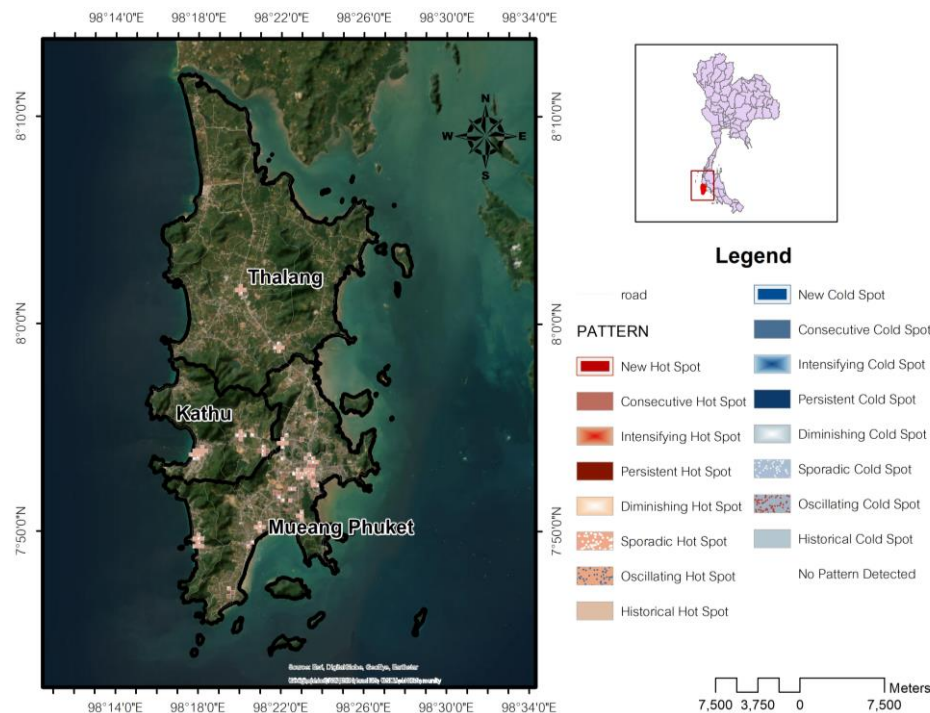 98°14'0"E 98°18'0"E 98°22'0"E 98°26'0"E 98°30'0"E 98°34'0"E
8°10'0"N 8°10'0"N
N
W E
S
Thalang
Legend
road
New Cold Spot
8°0'0"N 8°0'0"N
PATTERN
Consecutive Cold Spot
New Hot Spot
Intensifying Cold Spot
Kathu
Consecutive Hot Spot
Persistent Cold Spot
Intensifying Hot Spot
Diminishing Cold Spot
Persistent Hot Spot
Sporadic Cold Spot
Diminishing Hot Spot
Oscillating Cold Spot
7°50'0"N 7°50'0"N
Mueang Phuket
Sporadic Hot Spot
Historical Cold Spot
Oscillating Hot Spot
No Pattern Detected
Historical Hot Spot
Source: Esri, DigitalGlobe, GeoEye, Earthstar
Meters
7,500 3,750 0 7,500
98°14'0"E 98°18'0"E 98°22'0"E 98°26'0"E 98°30'0"E 98°34'0"E